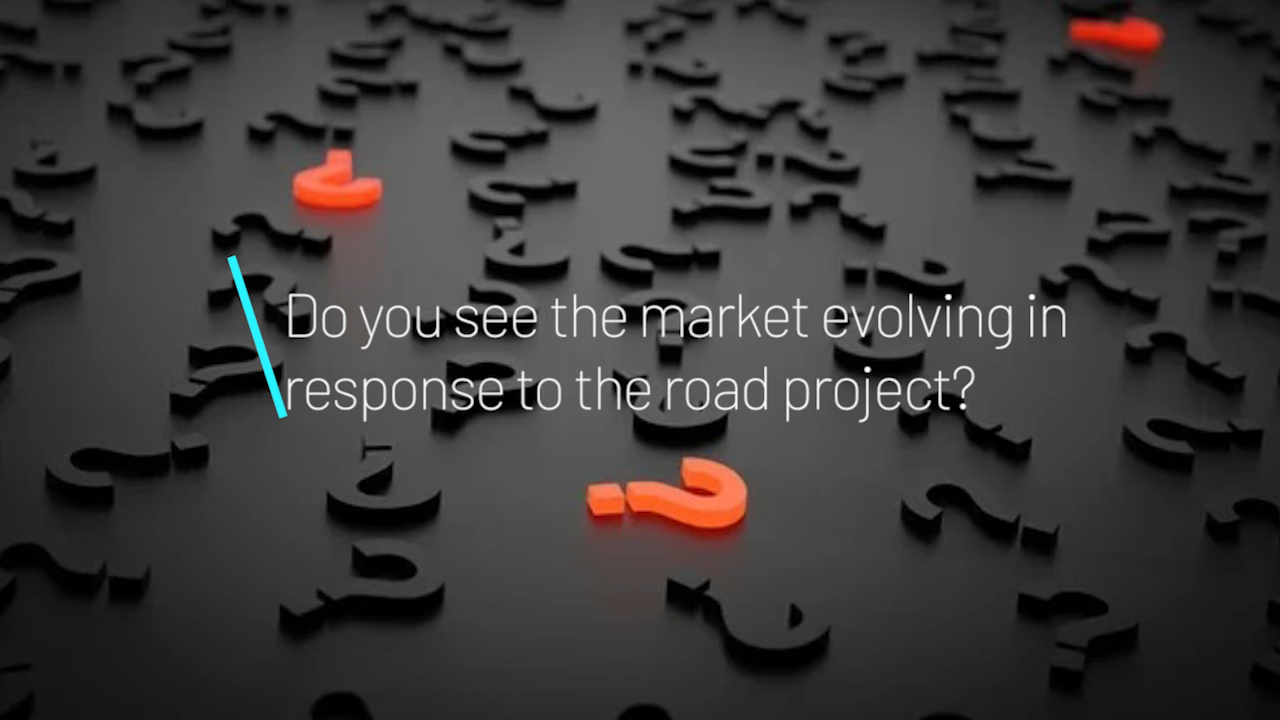 Do you see the market evolving in
response to the road project?